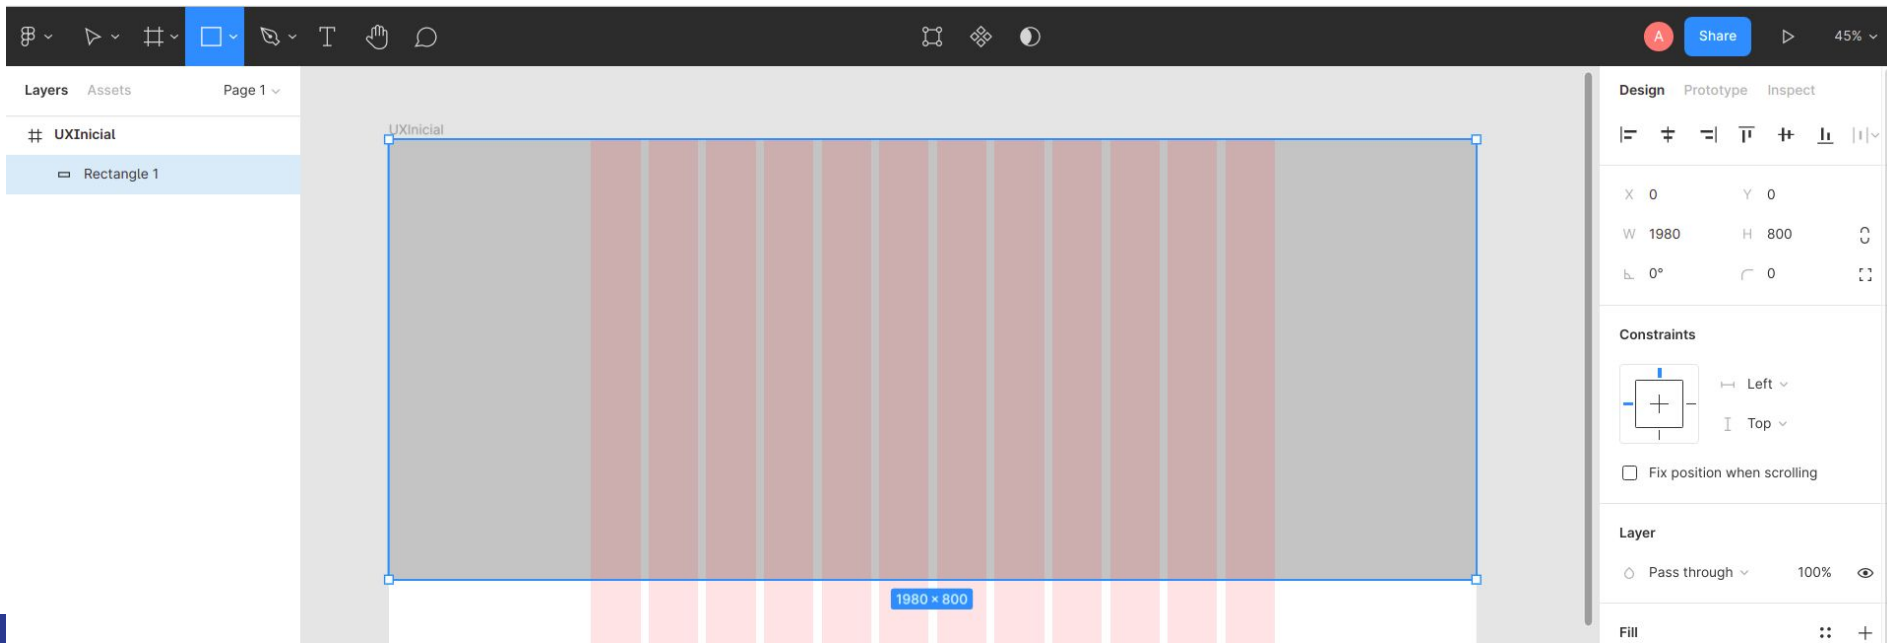 A
Share
45%
Layers
Assets
Page 1
UXInicial
Rectangle 1
UXInicial
1980 × 800
Design
Prototype
Inspect
X 0
Y 0
W 1980
H 800
0°
0
Constraints
Left
Top
Fix position when scrolling
Layer
Pass through
100%
Fill